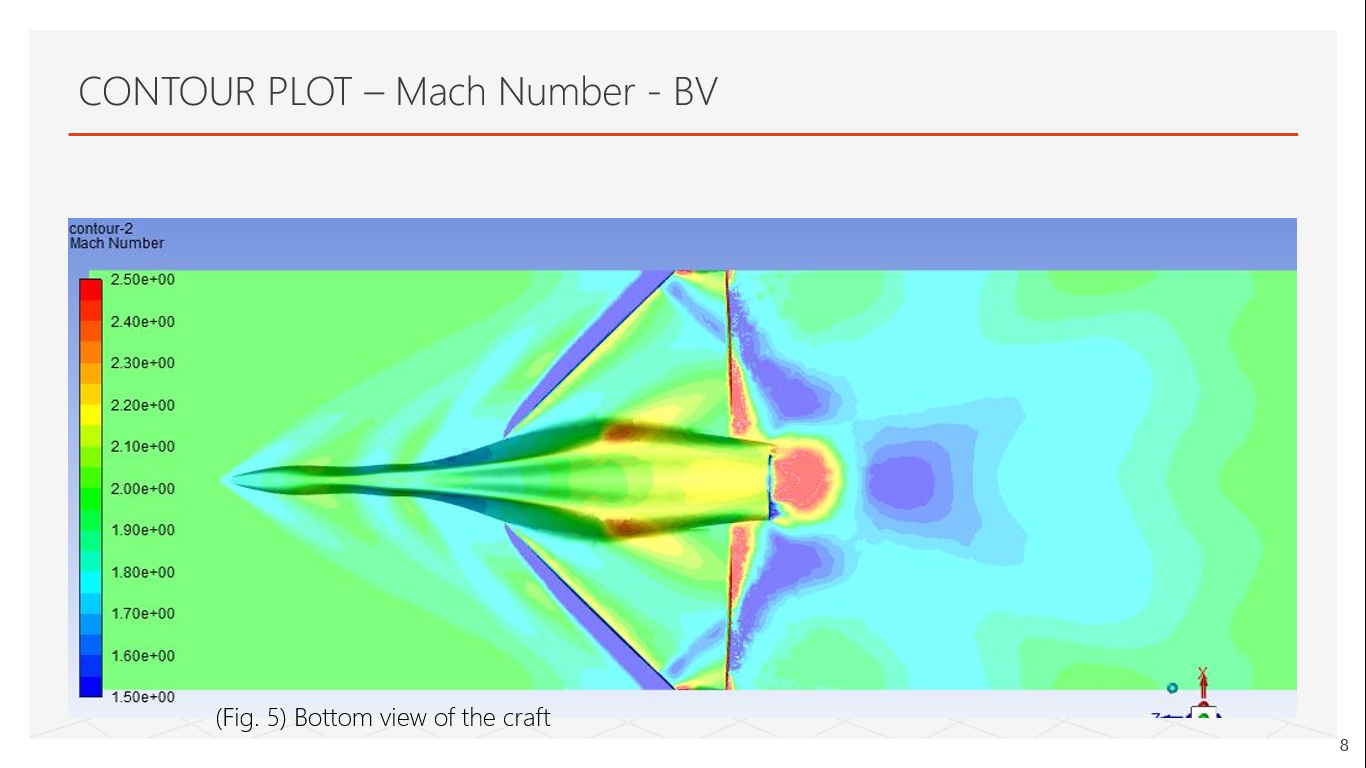 CONTOUR PLOT – Mach Number - BV
contour-2
Mach Number
2.50e+00
2.40e+00
2.30e+00
2.20e+00
2.10e+00
2.00e+00
1.90e+00
1.80e+00
1.70e+00
1.60e+00
1.50e+00
X
Z
(Fig. 5) Bottom view of the craft
8